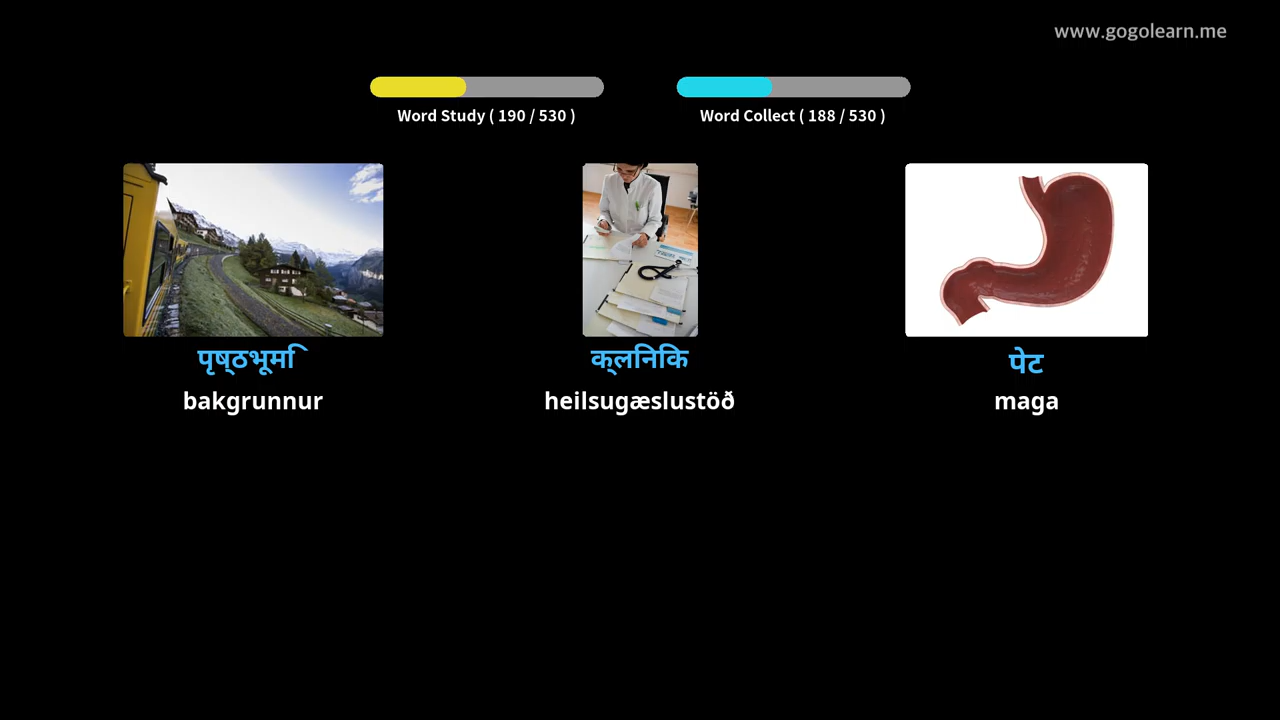 www.gogolearn.me
Word Study ( 190 / 530 )
Word Collect ( 188 / 530 )
पृष्ठभूमि
क्लिनिक
पेट
bakgrunnur
heilsugæslustöð
maga